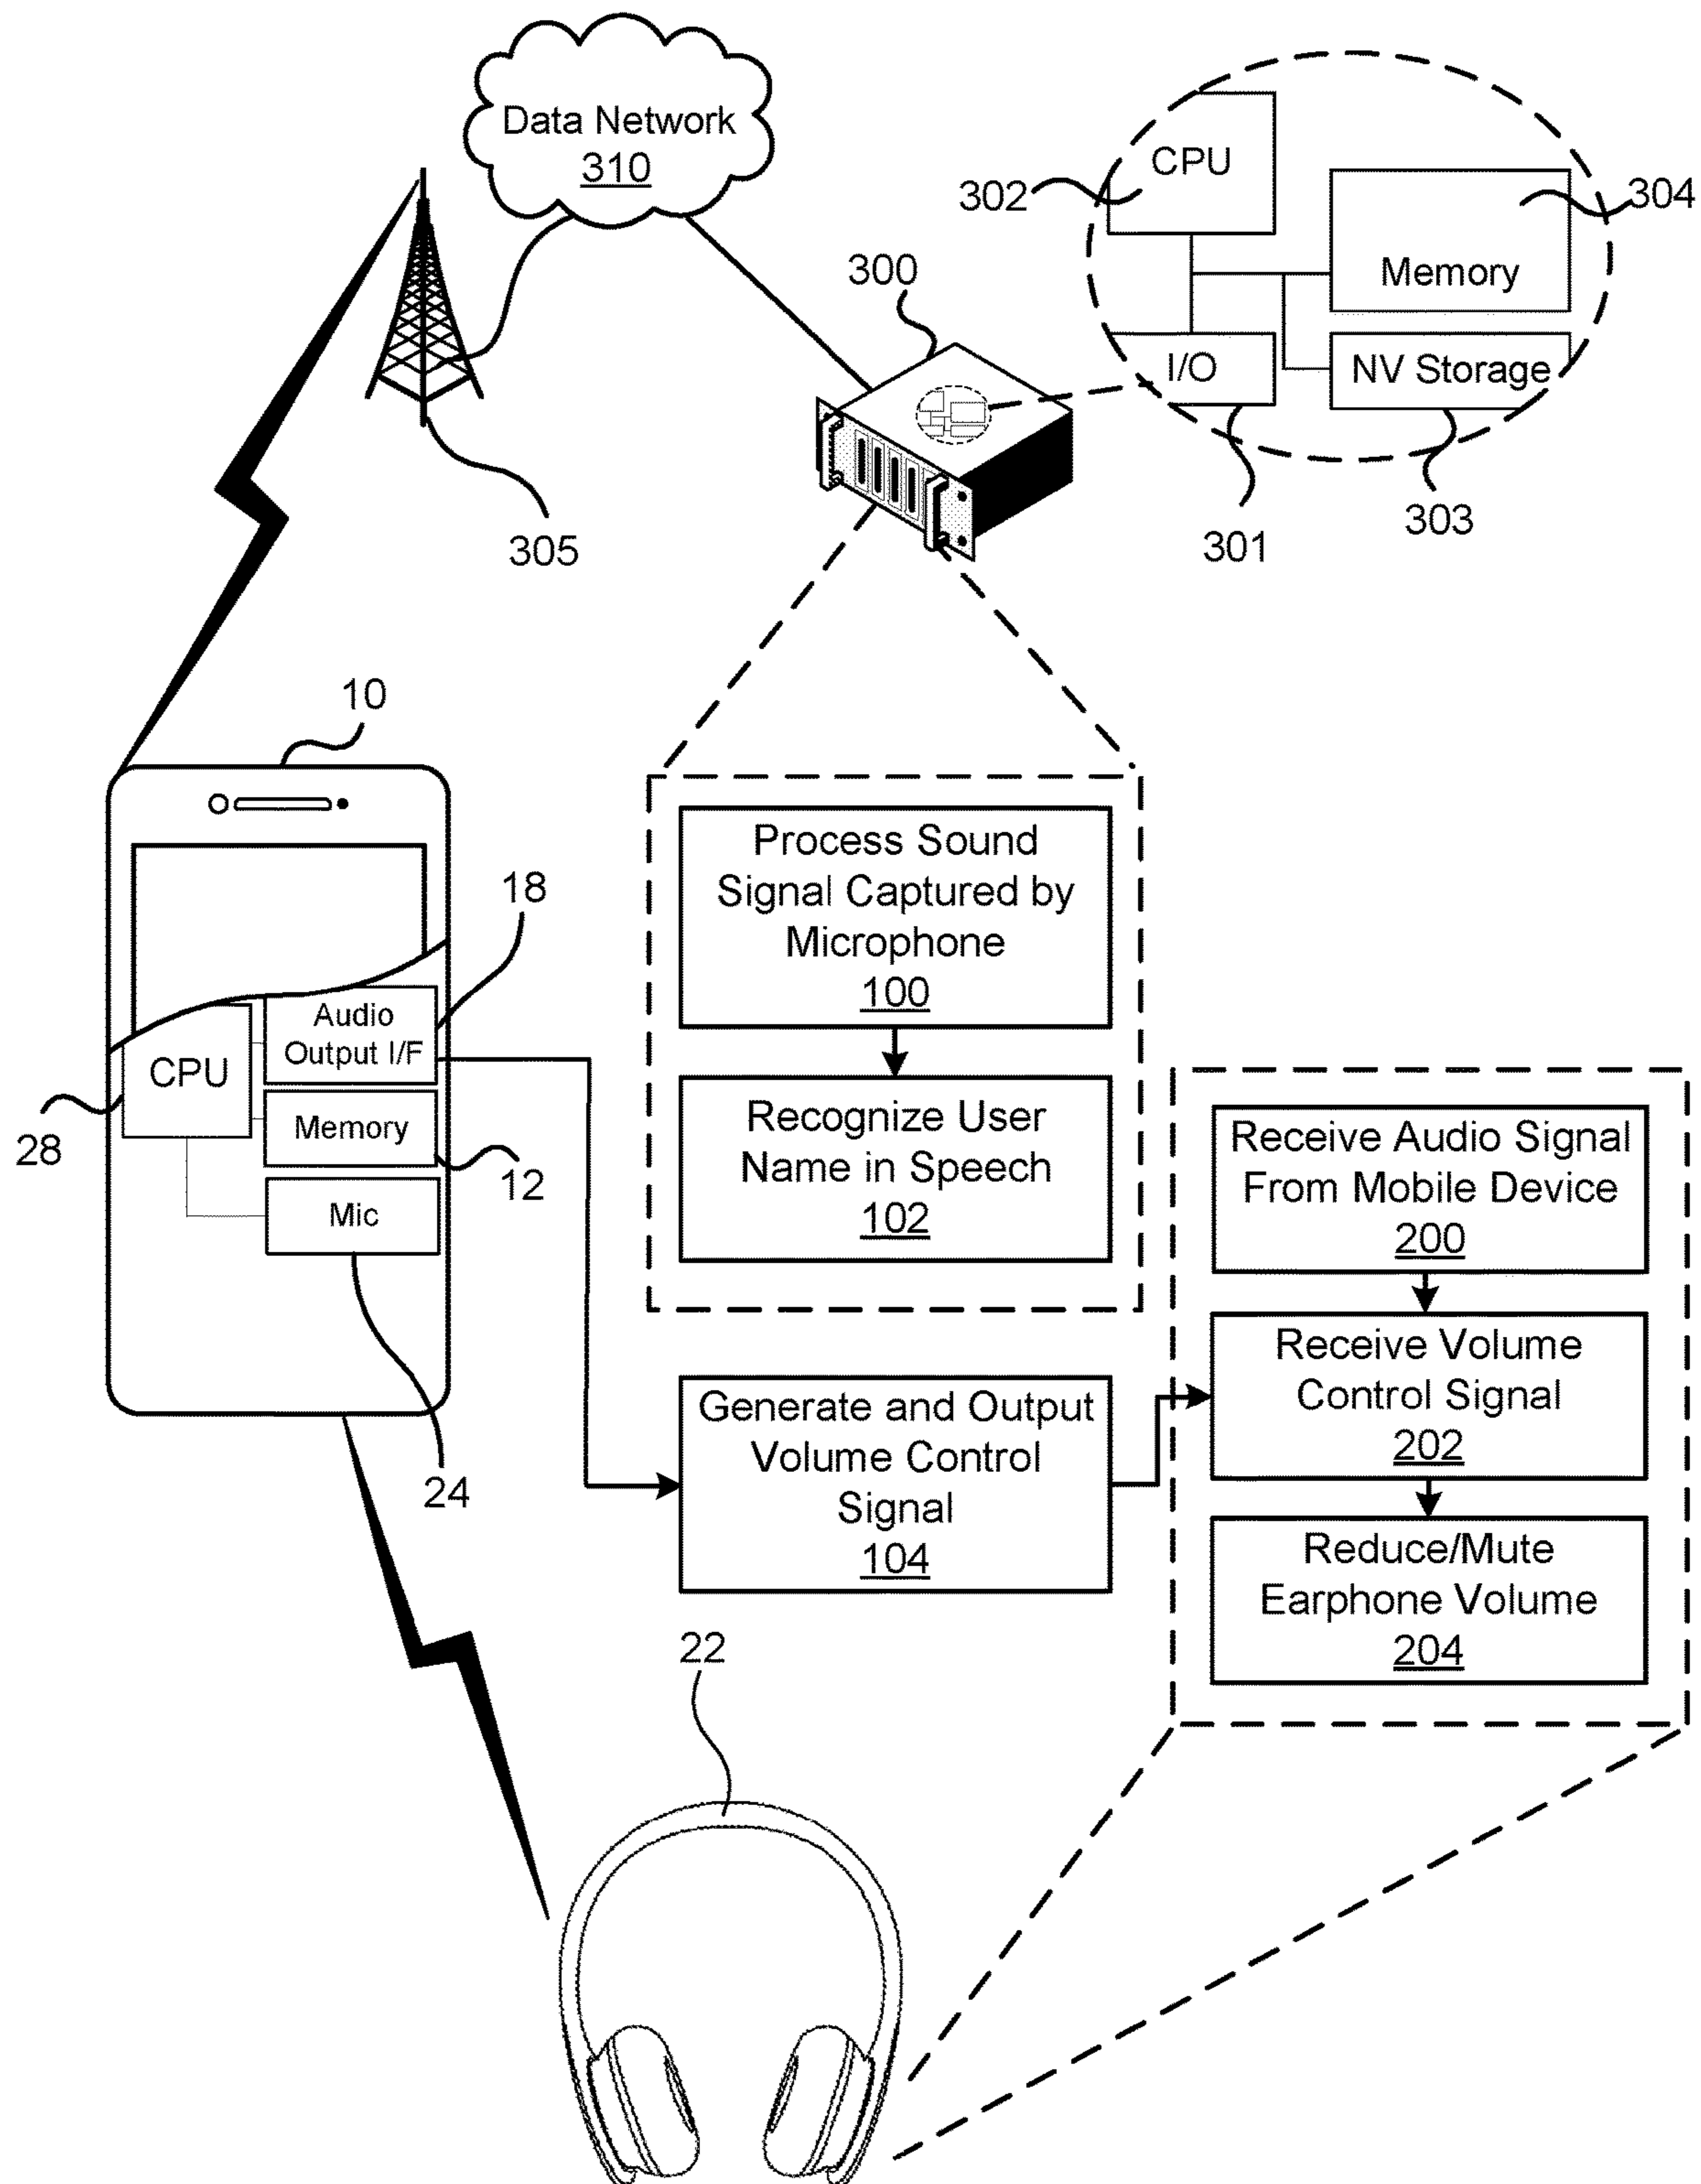 Data Network
310
CPU
302
304
Memory
300
I/O
NV Storage
301
303
305
10
18
Audio
Output I/F
CPU
28
Memory
12
Mic
24
Process Sound
Signal Captured by
Microphone
100
Recognize User
Name in Speech
102
Generate and Output
Volume Control
Signal
104
Receive Audio Signal
From Mobile Device
200
Receive Volume
Control Signal
202
Reduce/Mute
Earphone Volume
204
22